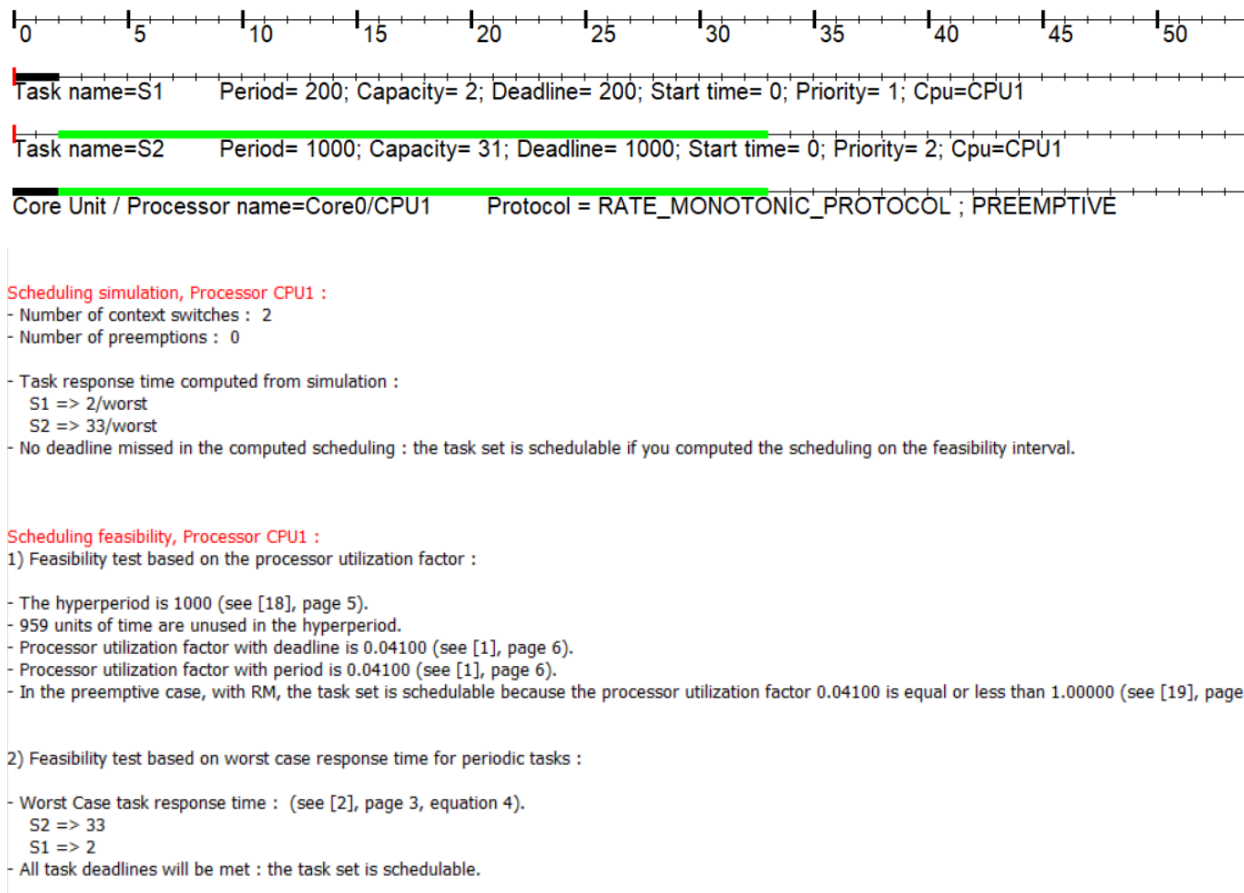 0 5 10 15 20 25 30 35 40 45 50
Task name=S1 Period= 200; Capacity= 2; Deadline= 200; Start time= 0; Priority= 1; Cpu=CPU1
Task name=S2 Period= 1000; Capacity= 31; Deadline= 1000; Start time= 0; Priority= 2; Cpu=CPU1
Core Unit / Processor name=Core0/CPU1 Protocol = RATE_MONOTONIC_PROTOCOL ; PREEMPTIVE
Scheduling simulation, Processor CPU1 :
- Number of context switches : 2
- Number of preemptions : 0
- Task response time computed from simulation :
S1 => 2/worst
S2 => 33/worst
- No deadline missed in the computed scheduling : the task set is schedulable if you computed the scheduling on the feasibility interval.
Scheduling feasibility, Processor CPU1 :
1) Feasibility test based on the processor utilization factor :
- The hyperperiod is 1000 (see [18], page 5).
- 959 units of time are unused in the hyperperiod.
- Processor utilization factor with deadline is 0.04100 (see [1], page 6).
- Processor utilization factor with period is 0.04100 (see [1], page 6).
- In the preemptive case, with RM, the task set is schedulable because the processor utilization factor 0.04100 is equal or less than 1.00000 (see [19], page
2) Feasibility test based on worst case response time for periodic tasks :
- Worst Case task response time : (see [2], page 3, equation 4).
S2 => 33
S1 => 2
- All task deadlines will be met : the task set is schedulable.